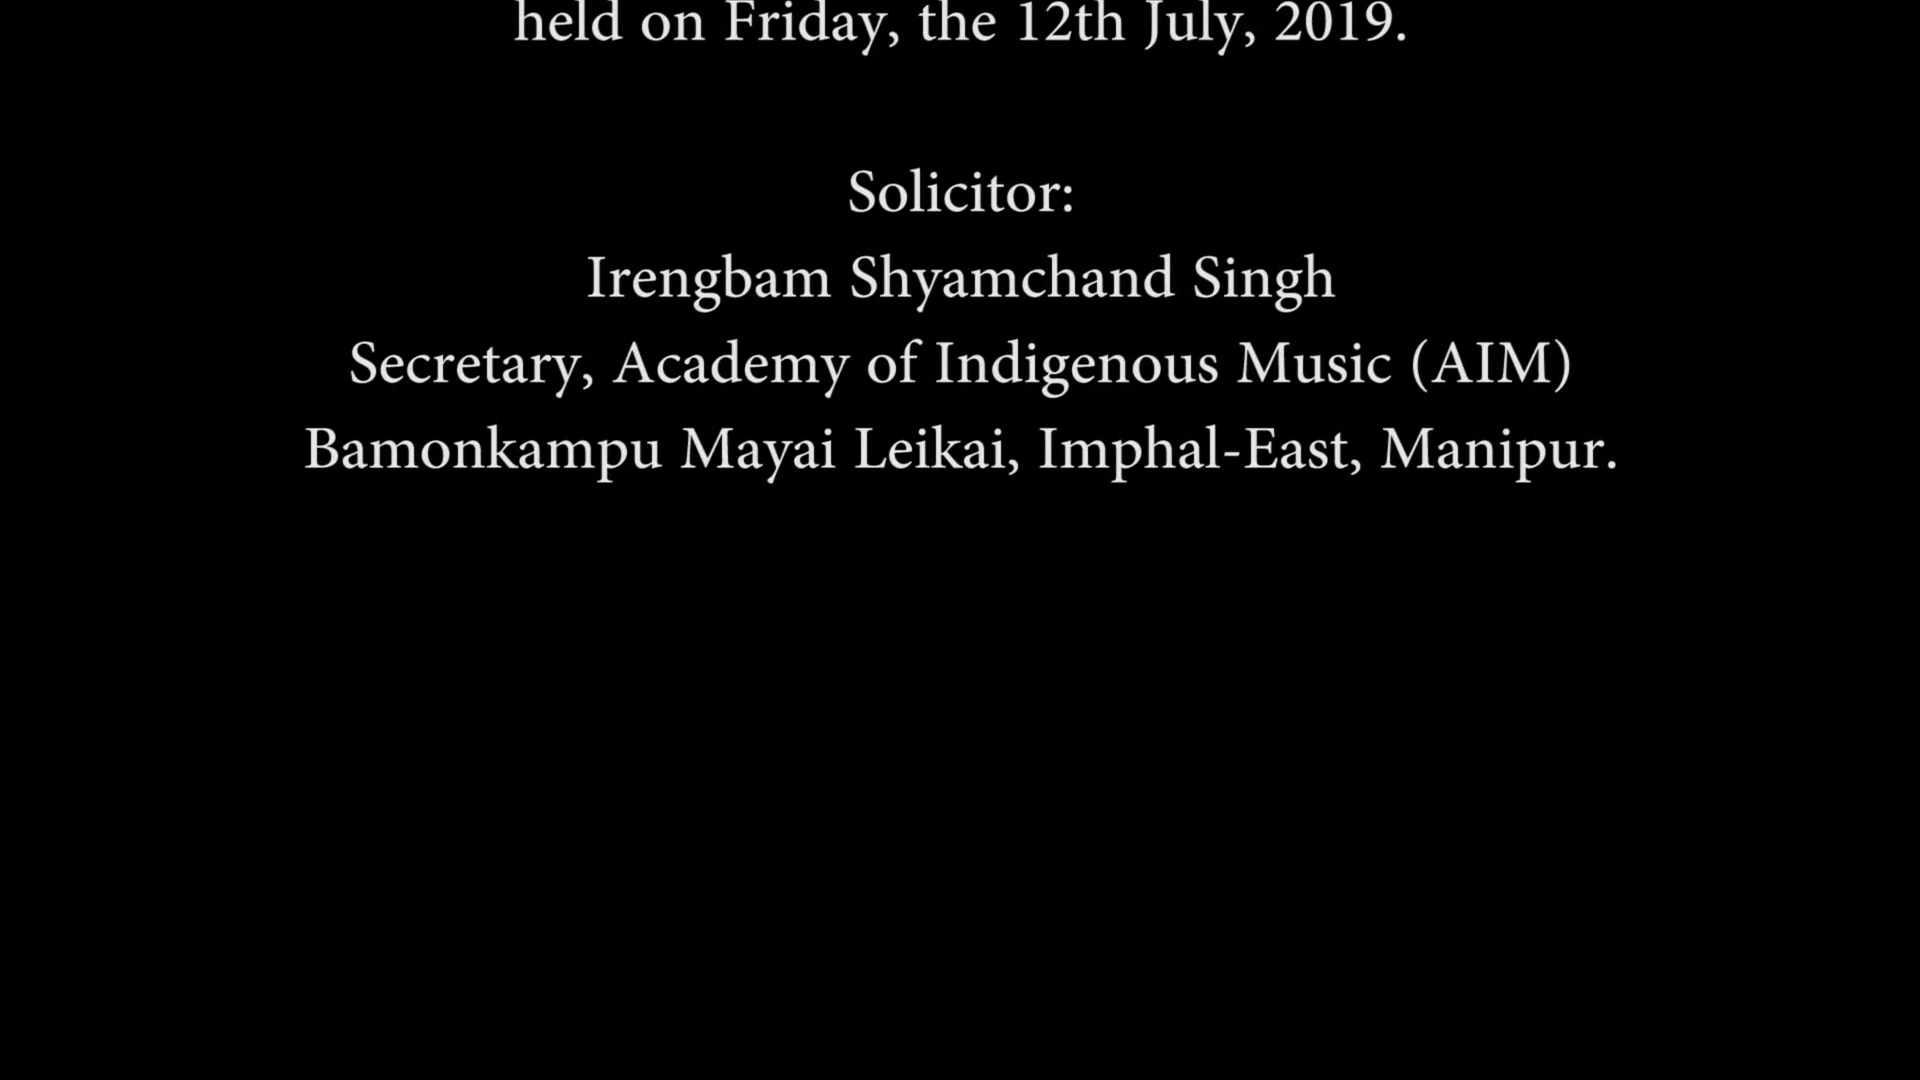 held on Friday, the 12th July, 2019.
Solicitor:
Irengbam Shyamchand Singh
Secretary, Academy of Indigenous Music (AIM)
Bamonkampu Mayai Leikai, Imphal-East, Manipur.